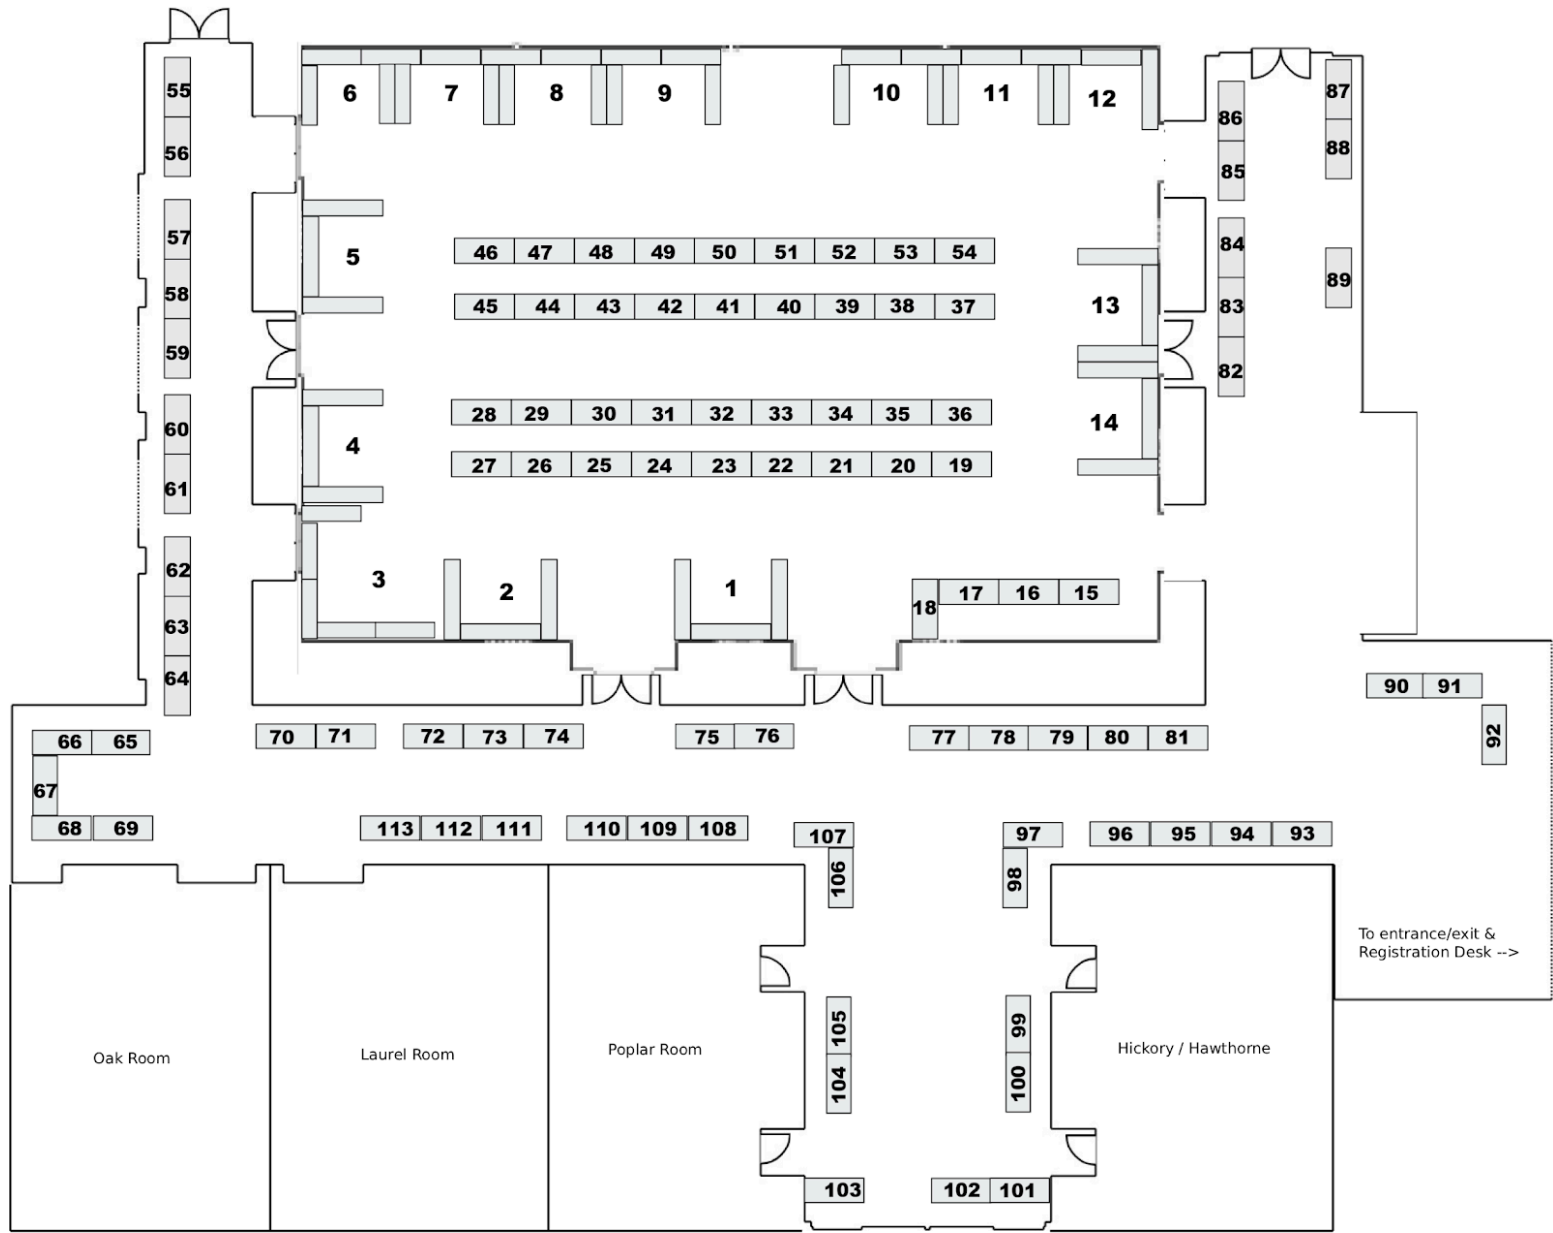 55
56
57
58
59
60
61
62
63
64
6 7 8 9 10 11 12
5
4
3
2
1
13
14
46 47 48 49 50 51 52 53 54
45 44 43 42 41 40 39 38 37
28 29 30 31 32 33 34 35 36
27 26 25 24 23 22 21 20 19
18 17 16 15
86
85
84
83
82
87
88
89
90 91
92
66 65
67
68 69
70 71
72 73 74
75 76
77 78 79 80 81
113 112 111
110 109 108
107
106
97
98
96 95 94 93
105
104
99
100
103
102 101
To entrance/exit &
Registration Desk -->
Oak Room
Laurel Room
Poplar Room
Hickory / Hawthorne